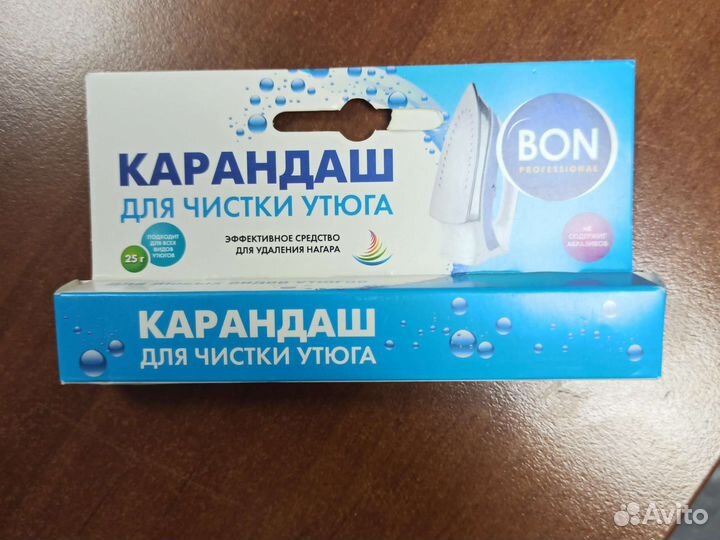 КАРАНДАШ
ДЛЯ ЧИСТКИ УТЮГА
ЭФФЕКТИВНОЕ СРЕДСТВО
ДЛЯ УДАЛЕНИЯ НАГАРА
25 г
ПОДХОДИТ
ДЛЯ ВСЕХ
ВИДОВ
УТЮГОВ
BON
PROFESSIONAL
НЕ
СОДЕРЖИТ
АБРАЗИВОВ
КАРАНДАШ
ДЛЯ ЧИСТКИ УТЮГА
Avito